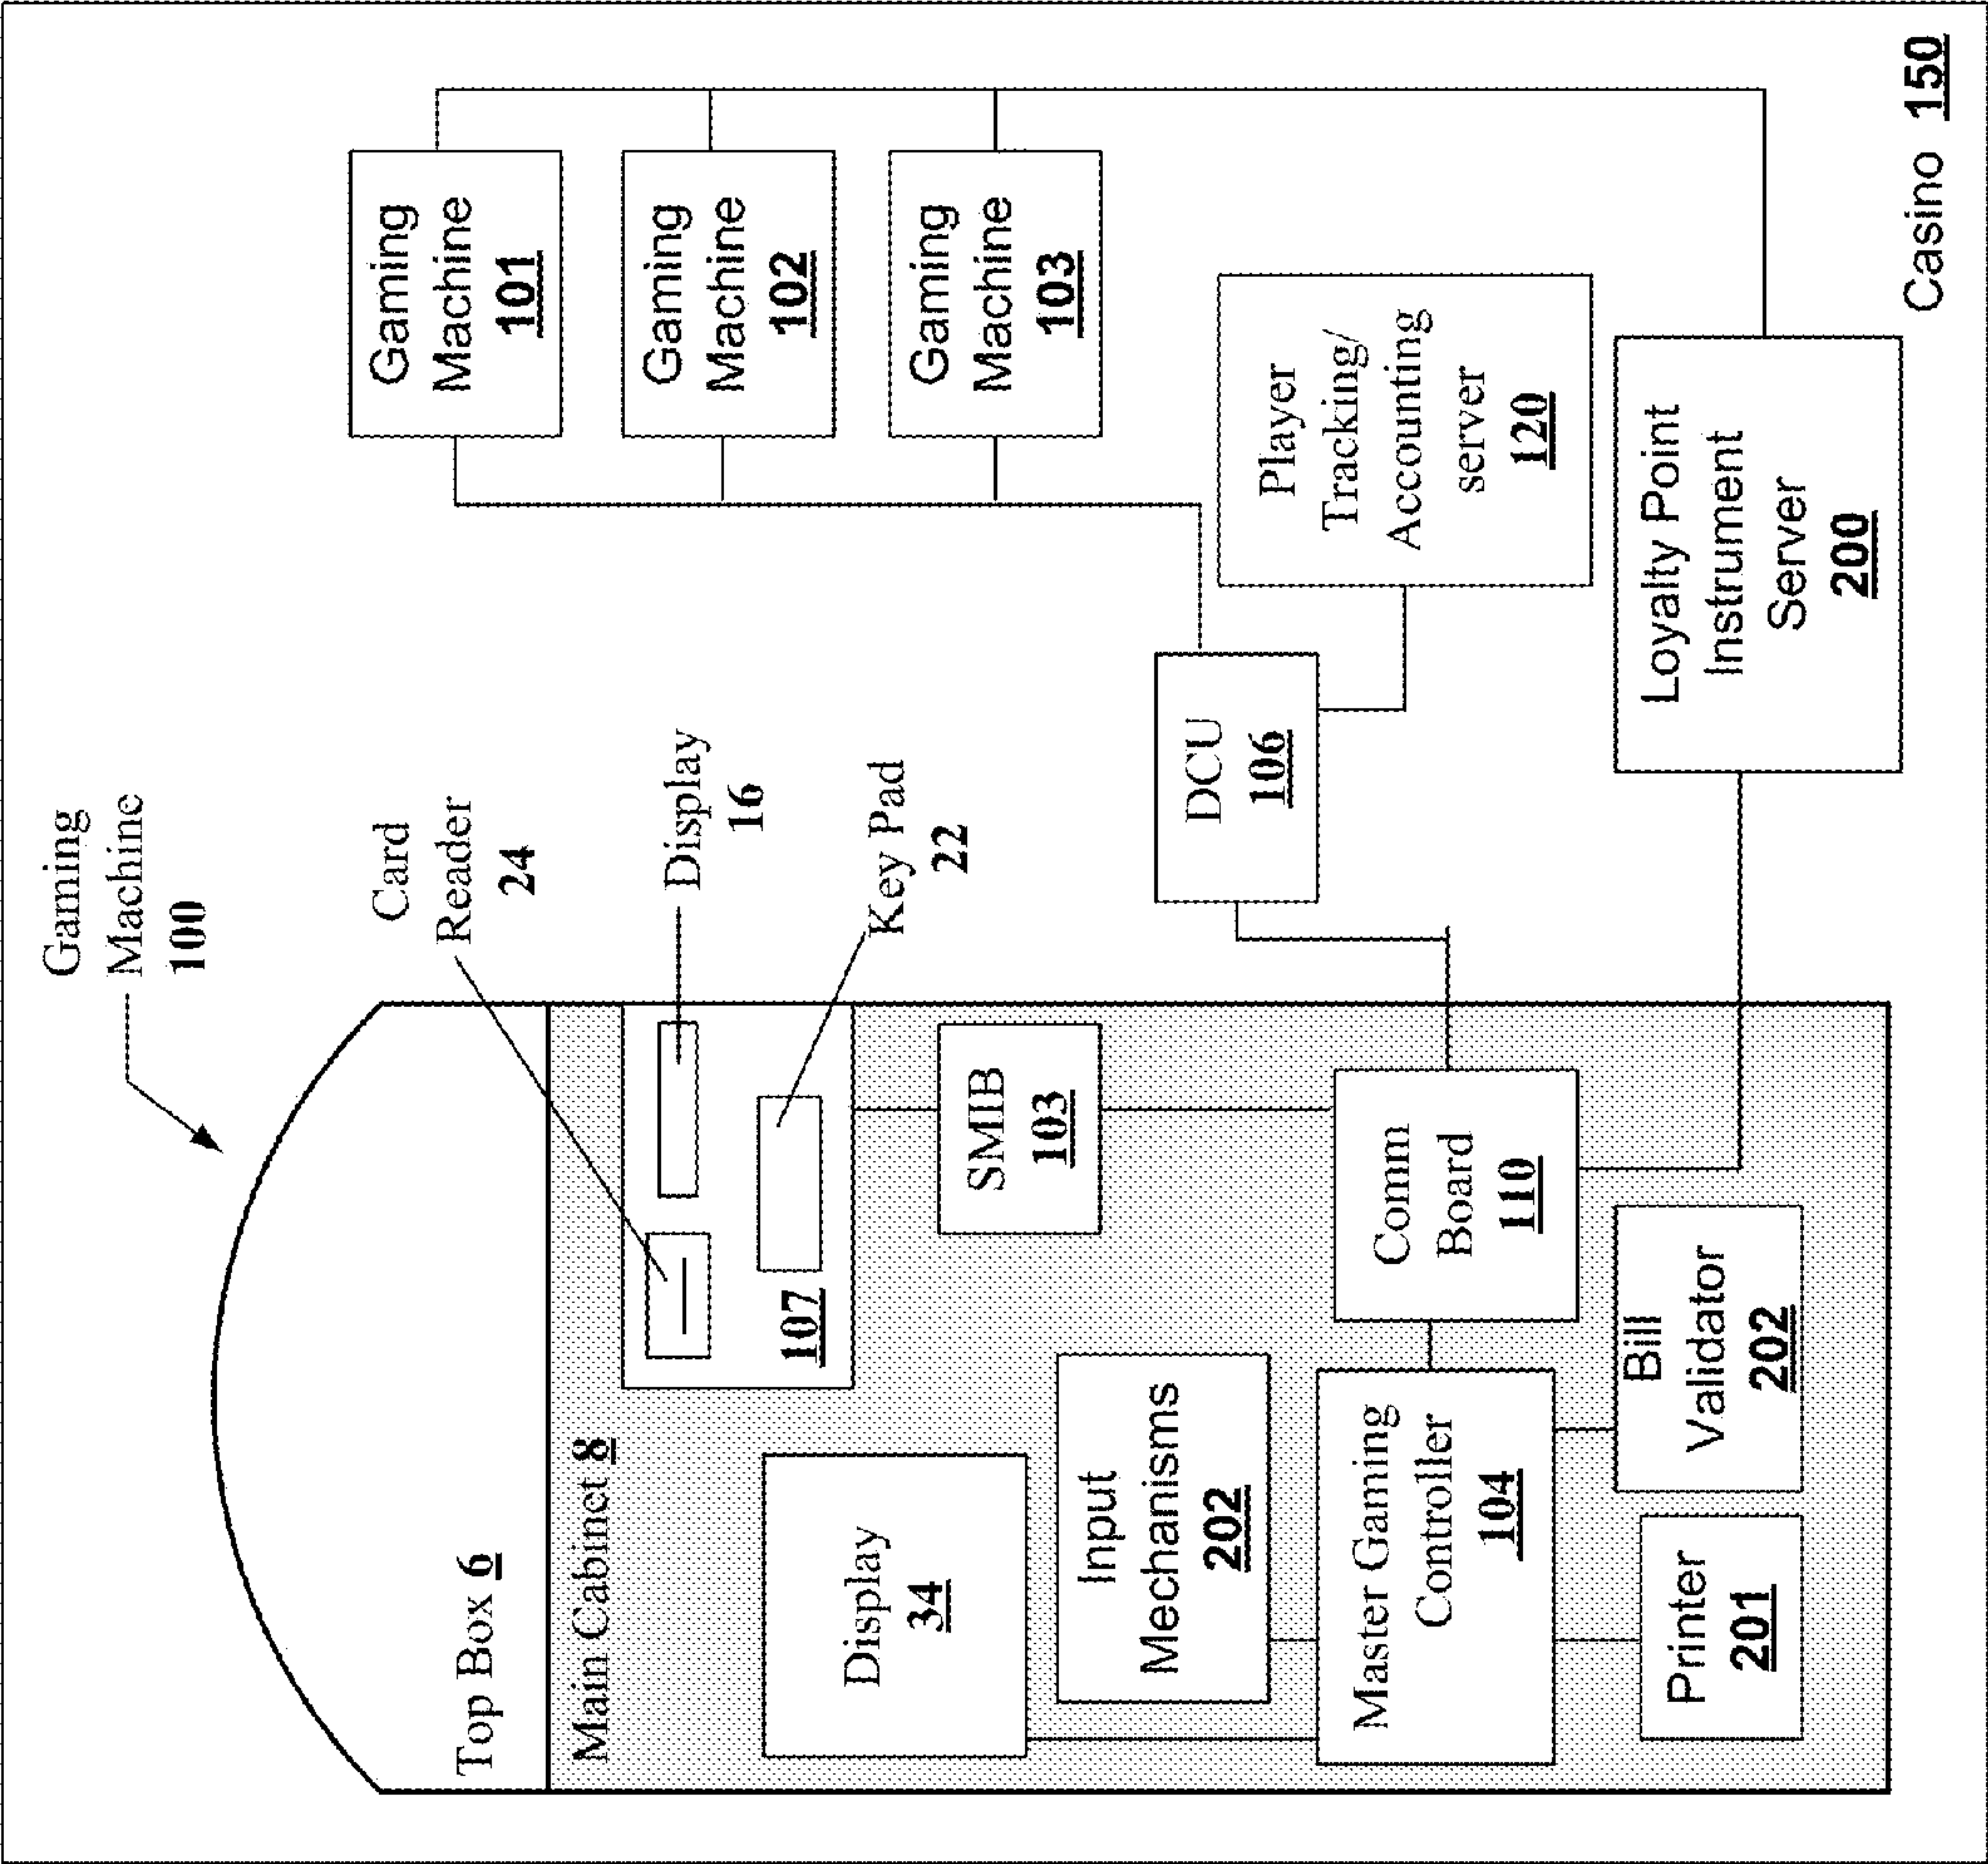 Gaming
Machine
100
Card
Reader
24
Display
16
Key Pad
22
Top Box 6
Main Cabinet 8
107
Display
34
SMIB
103
Input
Mechanisms
202
Master Gaming
Controller
104
Comm
Board
110
Printer
201
Bill
Validator
202
Gaming
Machine
101
Gaming
Machine
102
Gaming
Machine
103
DCU
106
Player
Tracking/
Accounting
server
120
Loyalty Point
Instrument
Server
200
Casino 150